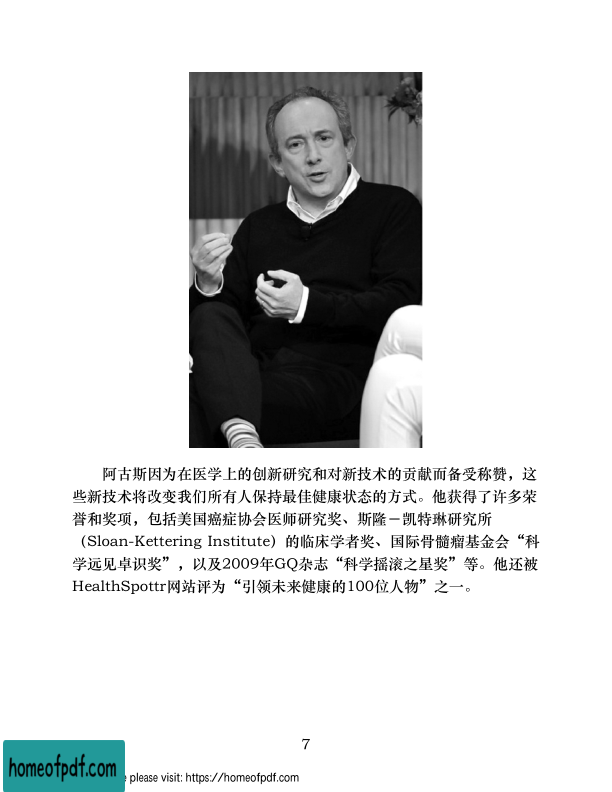 阿古斯因为在医学上的创新研究和对新技术的贡献而备受称赞，这
些新技术将改变我们所有人保持最佳健康状态的方式。他获得了许多荣
誉和奖项，包括美国癌症协会医师研究奖、斯隆－凯特琳研究所
（Sloan-Kettering Institute）的临床学者奖、国际骨髓瘤基金会“科
学远见卓识奖”，以及2009年GQ杂志“科学摇滚之星奖”等。他还被
HealthSpottr网站评为“引领未来健康的100位人物”之一。
7
homeofpdf.com
please visit: https://homeofpdf.com